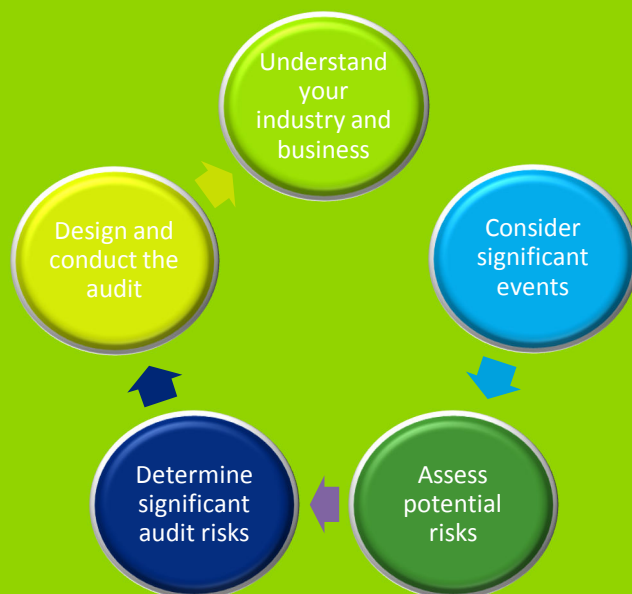 Understand
your
industry and
business
Consider
significant
events
Assess
potential
risks
Determine
significant
audit risks
Design and
conduct the
audit